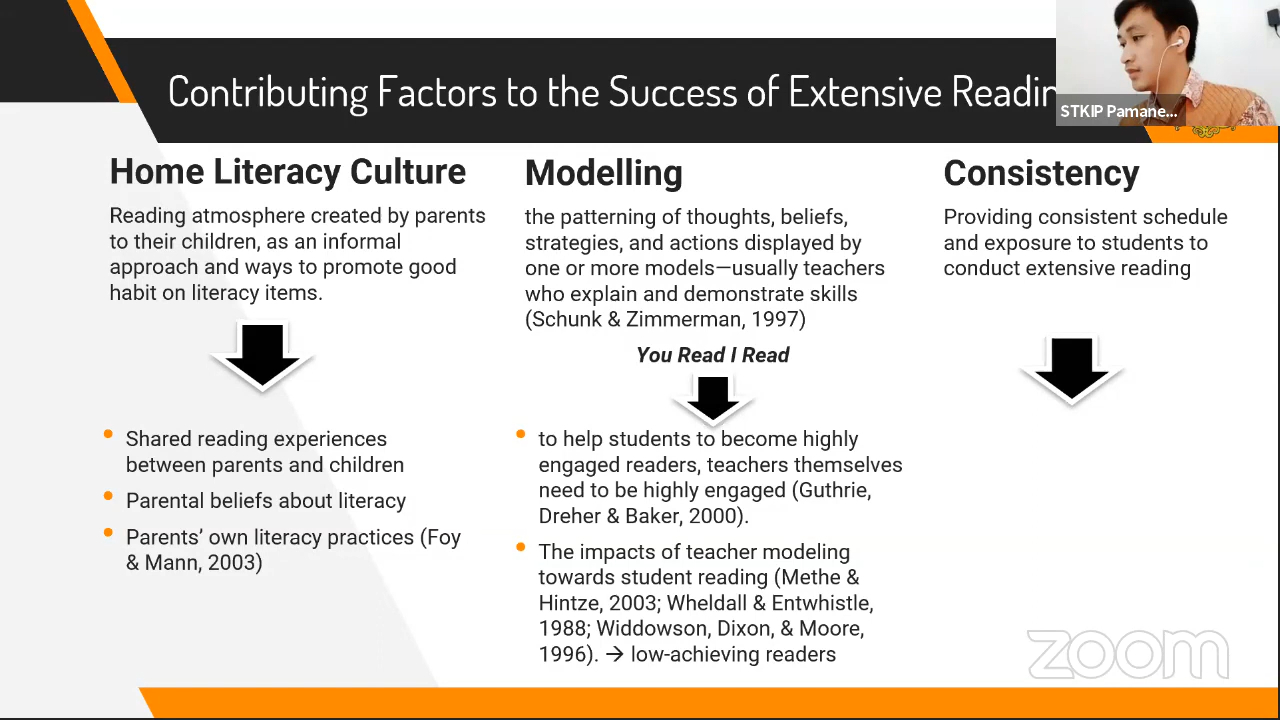 Contributing Factors to the Success of Extensive Readin
STKIP Pamane...
Home Literacy Culture
Reading atmosphere created by parents
to their children, as an informal
approach and ways to promote good
habit on literacy items.
Shared reading experiences
between parents and children
Parental beliefs about literacy
Parents’ own literacy practices (Foy
& Mann, 2003)
Modelling
the patterning of thoughts, beliefs,
strategies, and actions displayed by
one or more models—usually teachers
who explain and demonstrate skills
(Schunk & Zimmerman, 1997)
You Read I Read
to help students to become highly
engaged readers, teachers themselves
need to be highly engaged (Guthrie,
Dreher & Baker, 2000).
The impacts of teacher modeling
towards student reading (Methe &
Hintze, 2003; Wheldall & Entwhistle,
1988; Widdowson, Dixon, & Moore,
1996). → low-achieving readers
Consistency
Providing consistent schedule
and exposure to students to
conduct extensive reading
zoom